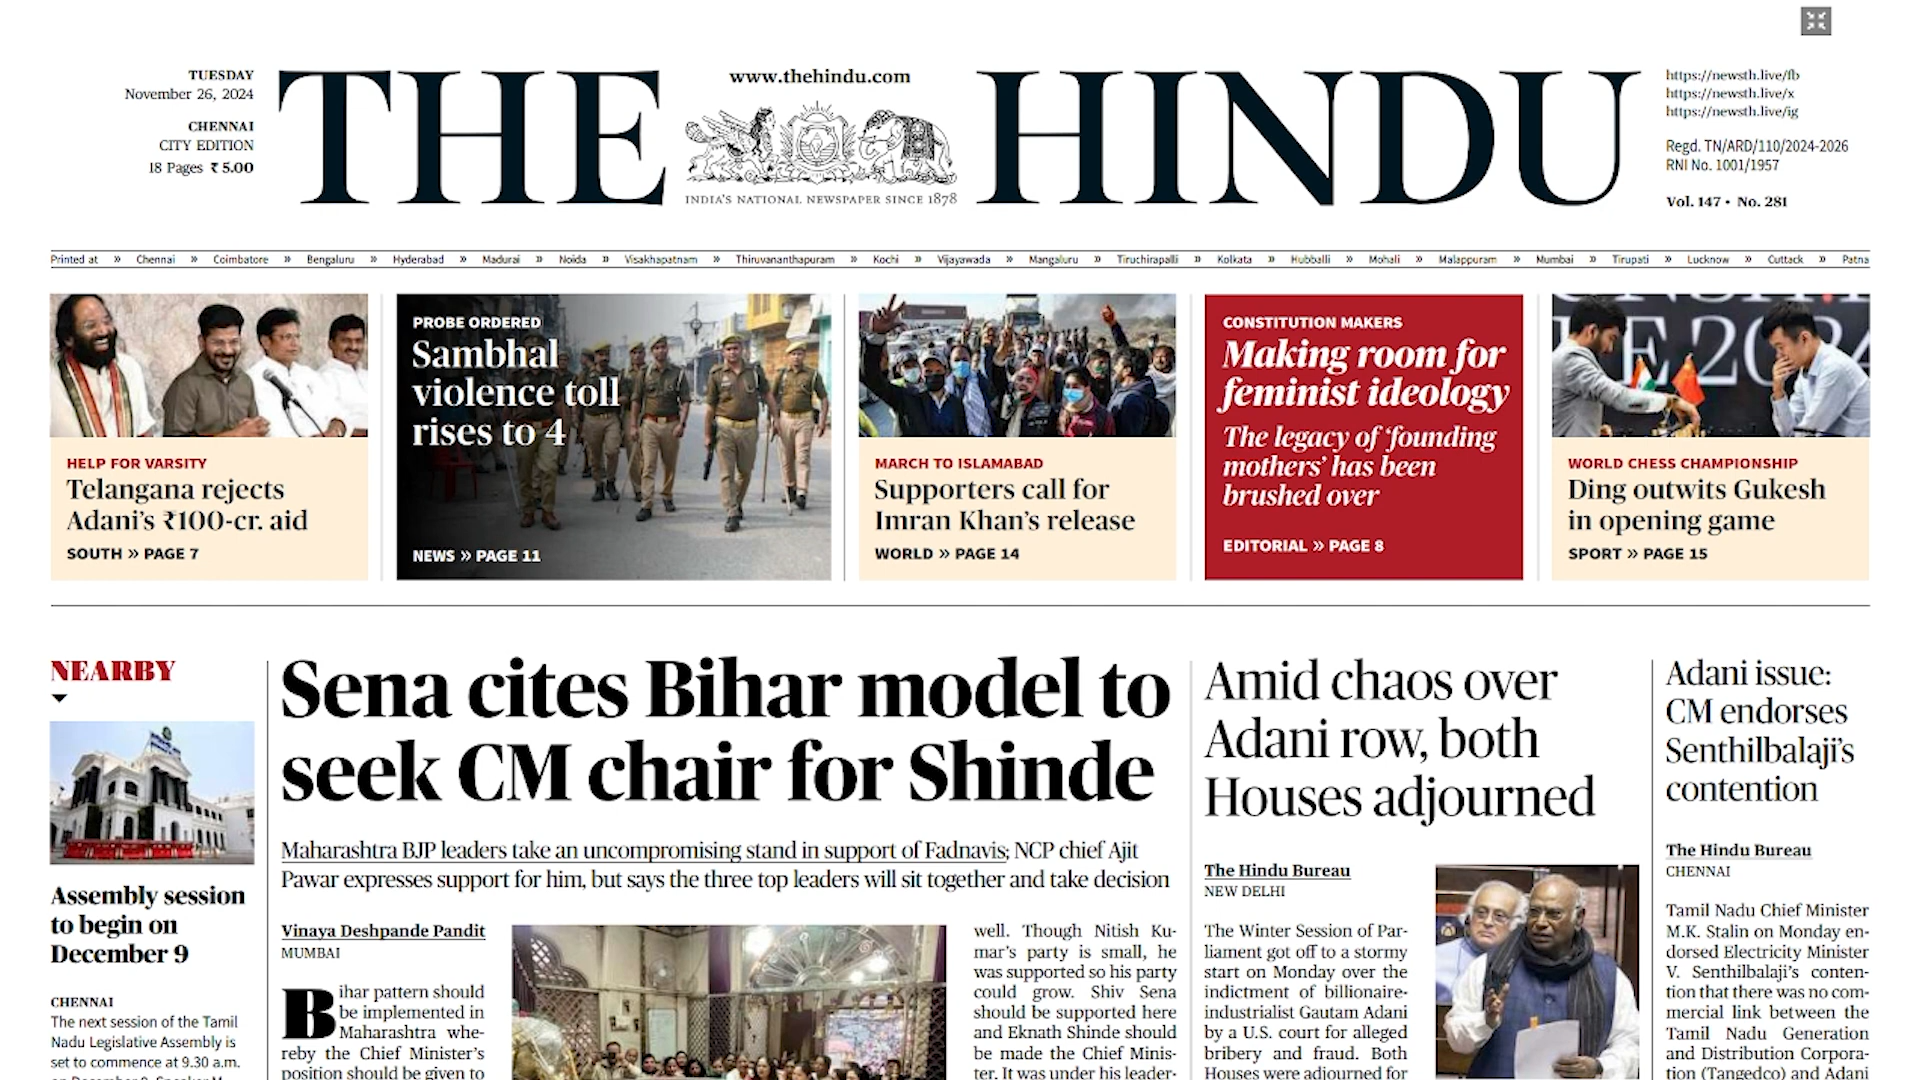 TUESDAY
November 26, 2024
CHENNAI
CITY EDITION
18 Pages ₹ 5.00
THE HINDU
www.thehindu.com
INDIA'S NATIONAL NEWSPAPER SINCE 1878
https://newsth.live/fb
https://newsth.live/x
https://newsth.live/ig
Regd. TN/ARD/110/2024-2026
RNI No. 1001/1957
Vol. 147 • No. 281
Printed at » Chennai » Coimbatore » Bengaluru » Hyderabad » Madurai » Noida » Visakhapatnam » Thiruvananthapuram » Kochi » Vijayawada » Mangaluru » Tiruchirapalli » Kolkata » Hubballi » Mohali » Malappuram » Mumbai » Tirupati » Lucknow » Cuttack » Patna
HELP FOR VARSITY
Telangana rejects
Adani's ₹100-cr. aid
SOUTH » PAGE 7
PROBE ORDERED
Sambhal
violence toll
rises to 4
NEWS » PAGE 11
MARCH TO ISLAMABAD
Supporters call for
Imran Khan's release
WORLD » PAGE 14
CONSTITUTION MAKERS
Making room for
feminist ideology
The legacy of 'founding
mothers' has been
brushed over
EDITORIAL » PAGE 8
WORLD CHESS CHAMPIONSHIP
Ding outwits Gukesh
in opening game
SPORT » PAGE 15
NEARBY
Assembly session
to begin on
December 9
CHENNAI
The next session of the Tamil
Nadu Legislative Assembly is
set to commence at 9.30 a.m.
Sena cites Bihar model to
seek CM chair for Shinde
Maharashtra BJP leaders take an uncompromising stand in support of Fadnavis; NCP chief Ajit
Pawar expresses support for him, but says the three top leaders will sit together and take decision
Vinaya Deshpande Pandit
MUMBAI
Bihar pattern should
be implemented in
Maharashtra whe-
reby the Chief Minister's
position should be given to
well. Though Nitish Ku-
mar's party is small, he
was supported so his party
could grow. Shiv Sena
should be supported here
and Eknath Shinde should
be made the Chief Minis-
ter. It was under his leader-
Amid chaos over
Adani row, both
Houses adjourned
The Hindu Bureau
NEW DELHI
The Winter Session of Par-
liament got off to a stormy
start on Monday over the
indictment of billionaire-
industrialist Gautam Adani
by a U.S. court for alleged
bribery and fraud. Both
Houses were adjourned for
Adani issue:
CM endorses
Senthilbalaji's
contention
The Hindu Bureau
CHENNAI
Tamil Nadu Chief Minister
M.K. Stalin on Monday en-
dorsed Electricity Minister
V. Senthilbalaji's conten-
tion that there was no com-
mercial link between the
Tamil Nadu Generation
and Distribution Corpora-
tion (Tangedco) and Adani